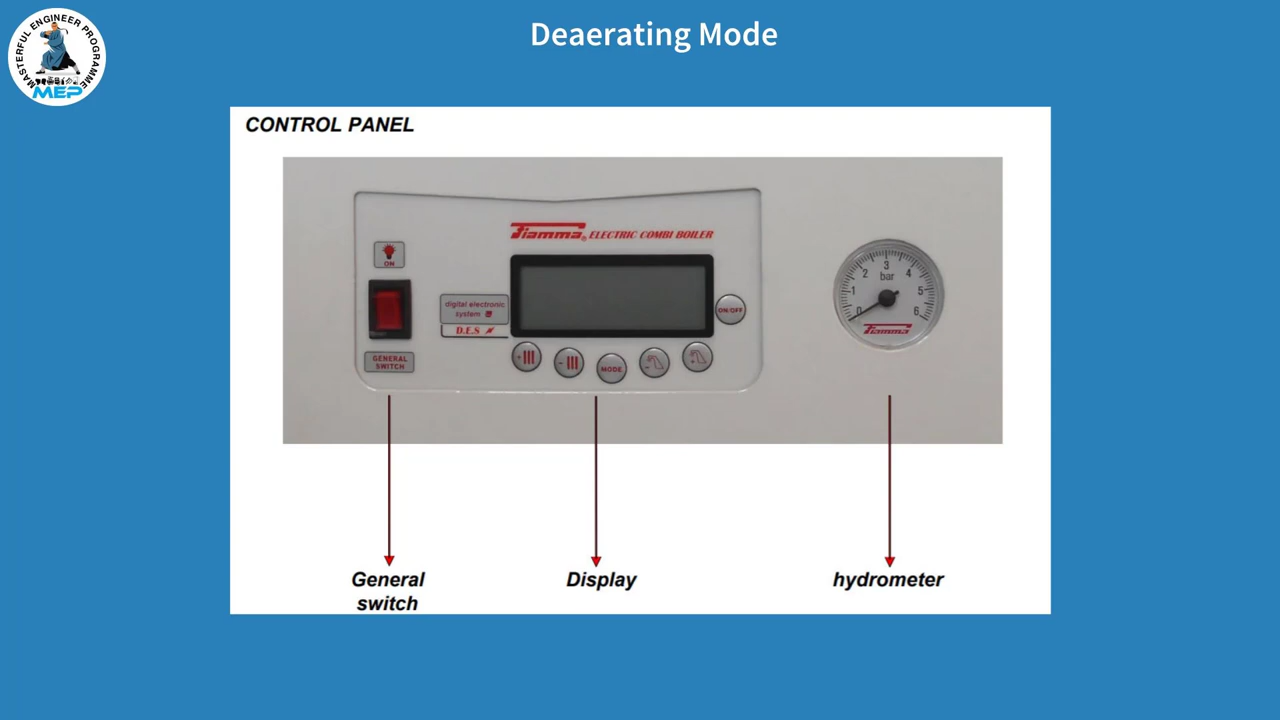 Deaerating Mode
MASTERFUL ENGINEER PROGRAMME
MEP
CONTROL PANEL
Fiamma® ELECTRIC COMBI BOILER
ON
digital electronic
system
D.E.S
GENERAL
SWITCH
ON/OFF
+
-
MODE
-
+
0 1 2 3 4 5 6
bar
Fiamma
General
switch
Display
hydrometer